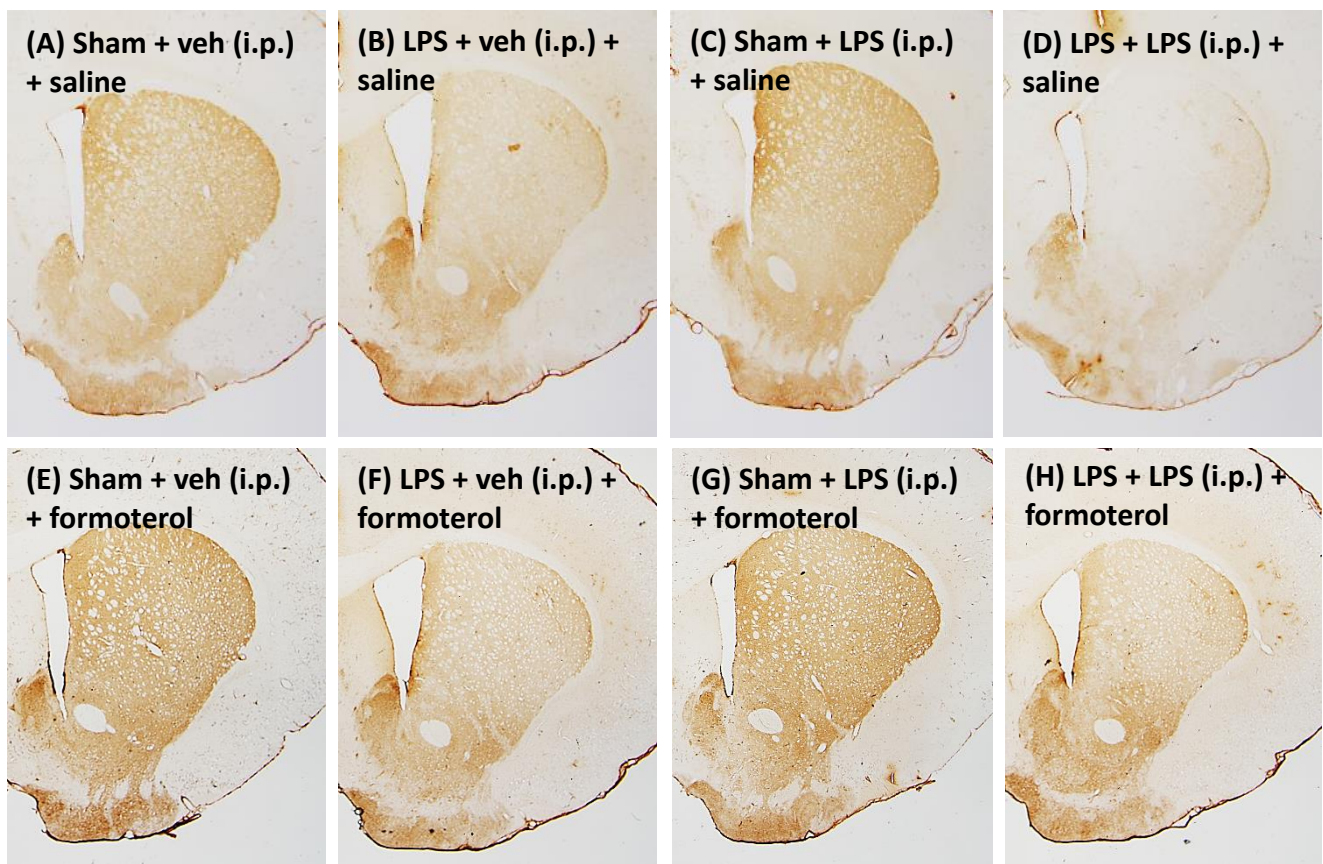 (A) Sham + veh (i.p.)
+ saline
(B) LPS + veh (i.p.) +
saline
(C) Sham + LPS (i.p.)
+ saline
(D) LPS + LPS (i.p.) +
saline
(E) Sham + veh (i.p.)
+ formoterol
(F) LPS + veh (i.p.) +
formoterol
(G) Sham + LPS (i.p.)
+ formoterol
(H) LPS + LPS (i.p.) +
formoterol